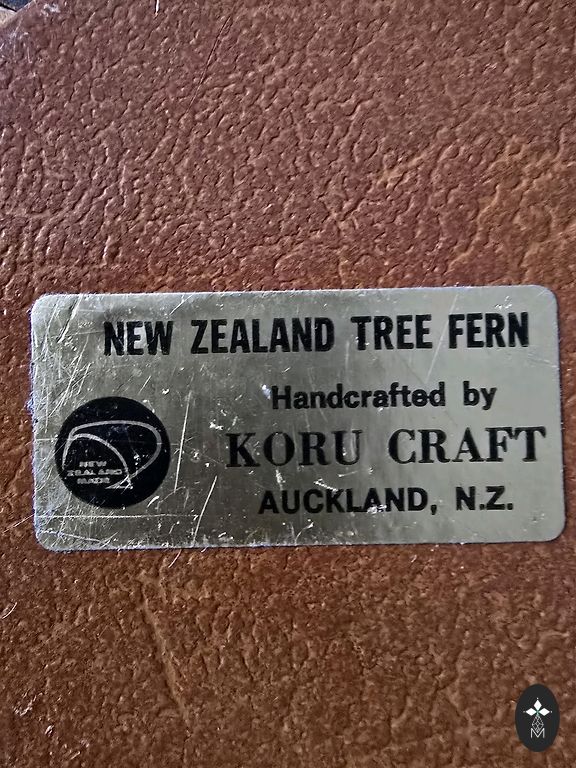 NEW ZEALAND TREE FERN
Handcrafted by
KORU CRAFT
AUCKLAND, N.Z.
NEW
ZEALAND
MADE
M